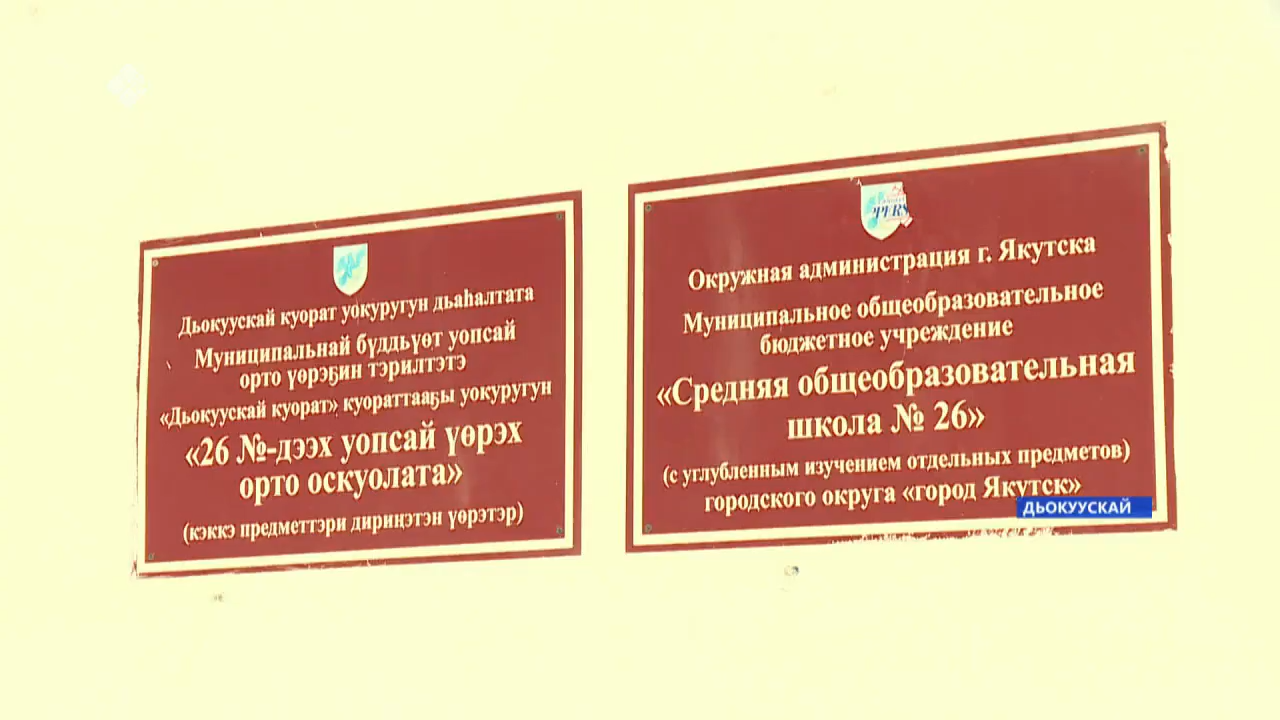 Дьокуускай куорат уокуругун дьаһалтата
Муниципальнай бүддьүөт уопсай
орто үөрэҕин тэрилтэтэ
«Дьокуускай куорат» куораттааҕы уокуругун
«26 №-дээх уопсай үөрэх
орто оскуолата»
(кэккэ предметтэри дириҥэтэн үөрэтэр)
Окружная администрация г. Якутска
Муниципальное общеобразовательное
бюджетное учреждение
«Средняя общеобразовательная
школа № 26»
(с углубленным изучением отдельных предметов)
городского округа «город Якутск»
ДЬОКУУСКАЙ